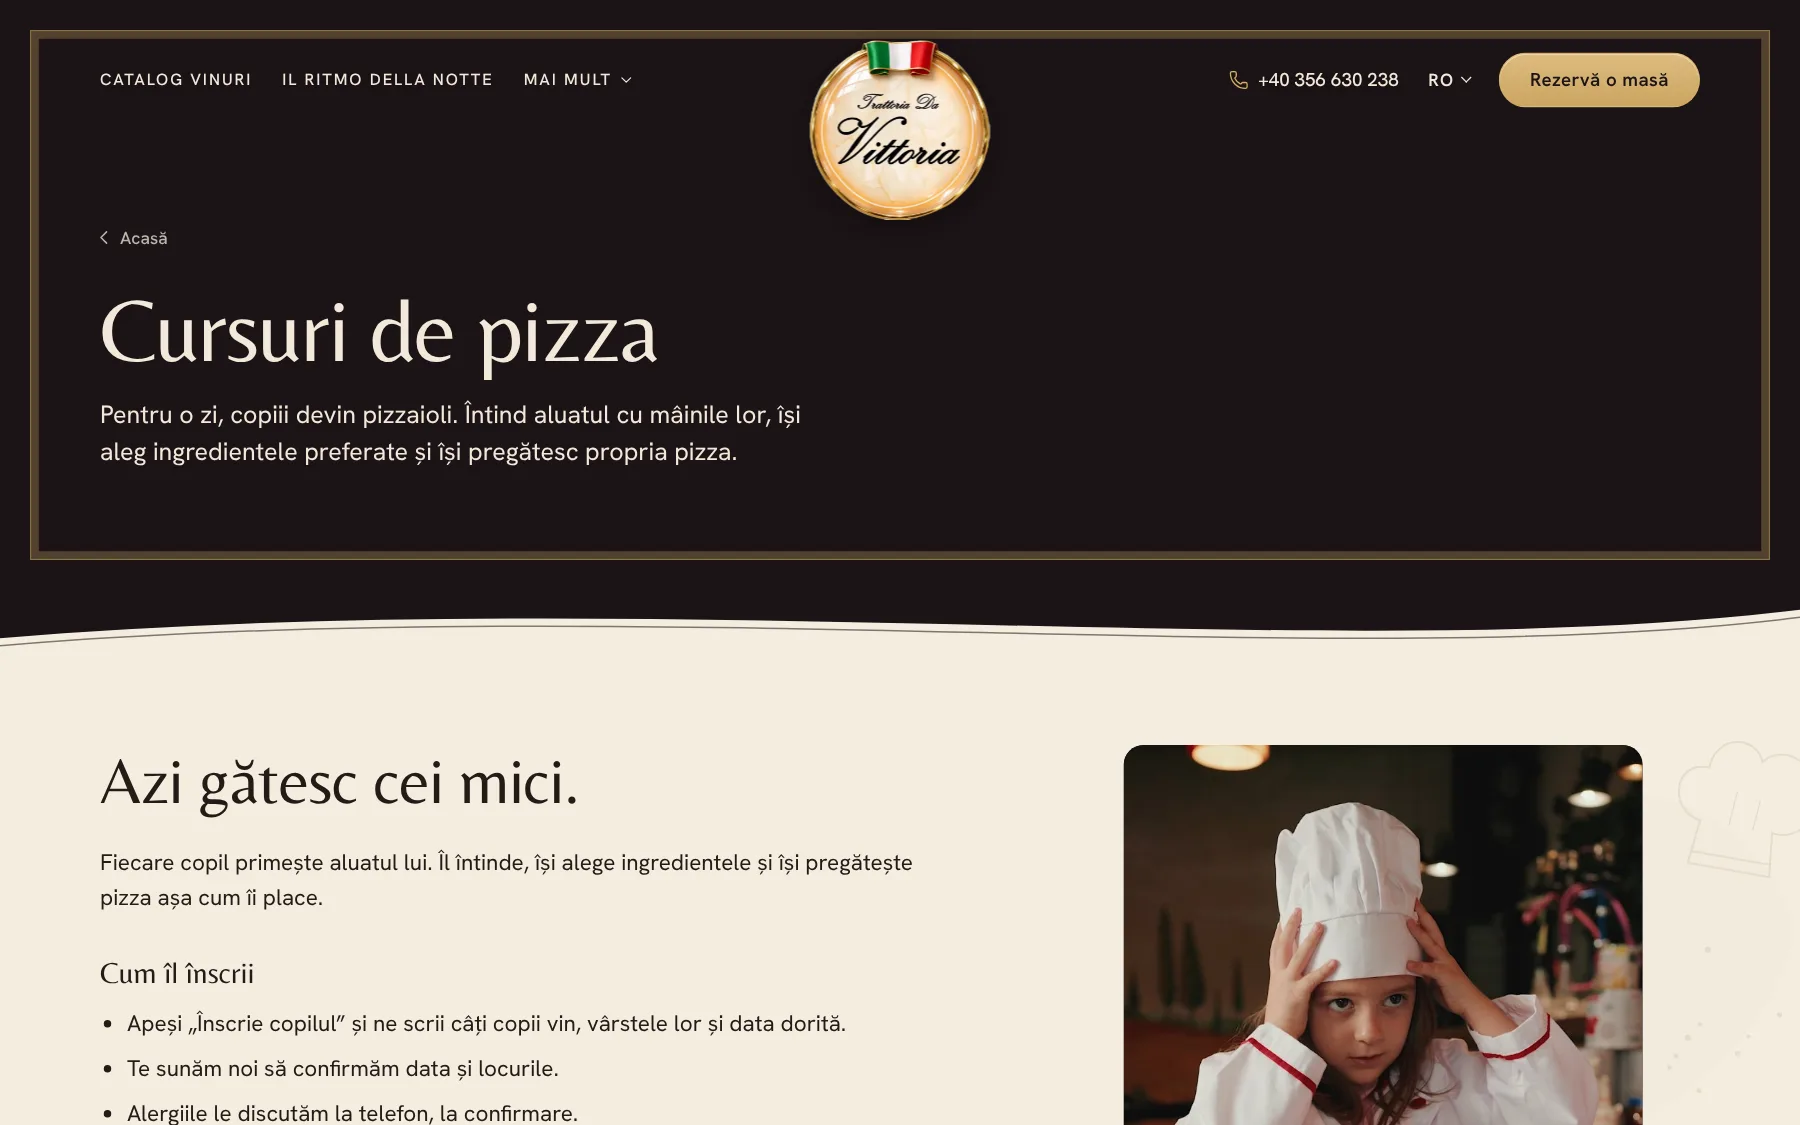 CATALOG VINURI
IL RITMO DELLA NOTTE
MAI MULT
Trattoria Da
Vittoria
+40 356 630 238
RO
Rezervă o masă
Acasă
Cursuri de pizza
Pentru o zi, copiii devin pizzaioli. Întind aluatul cu mâinile lor, își
aleg ingredientele preferate și își pregătesc propria pizza.
Azi gătesc cei mici.
Fiecare copil primește aluatul lui. Îl întinde, își alege ingredientele și își pregătește
pizza așa cum îi place.
Cum îl înscrii
Apeși „Înscrie copilul” și ne scrii câți copii vin, vârstele lor și data dorită.
Te sunăm noi să confirmăm data și locurile.
Alergiile le discutăm la telefon, la confirmare.